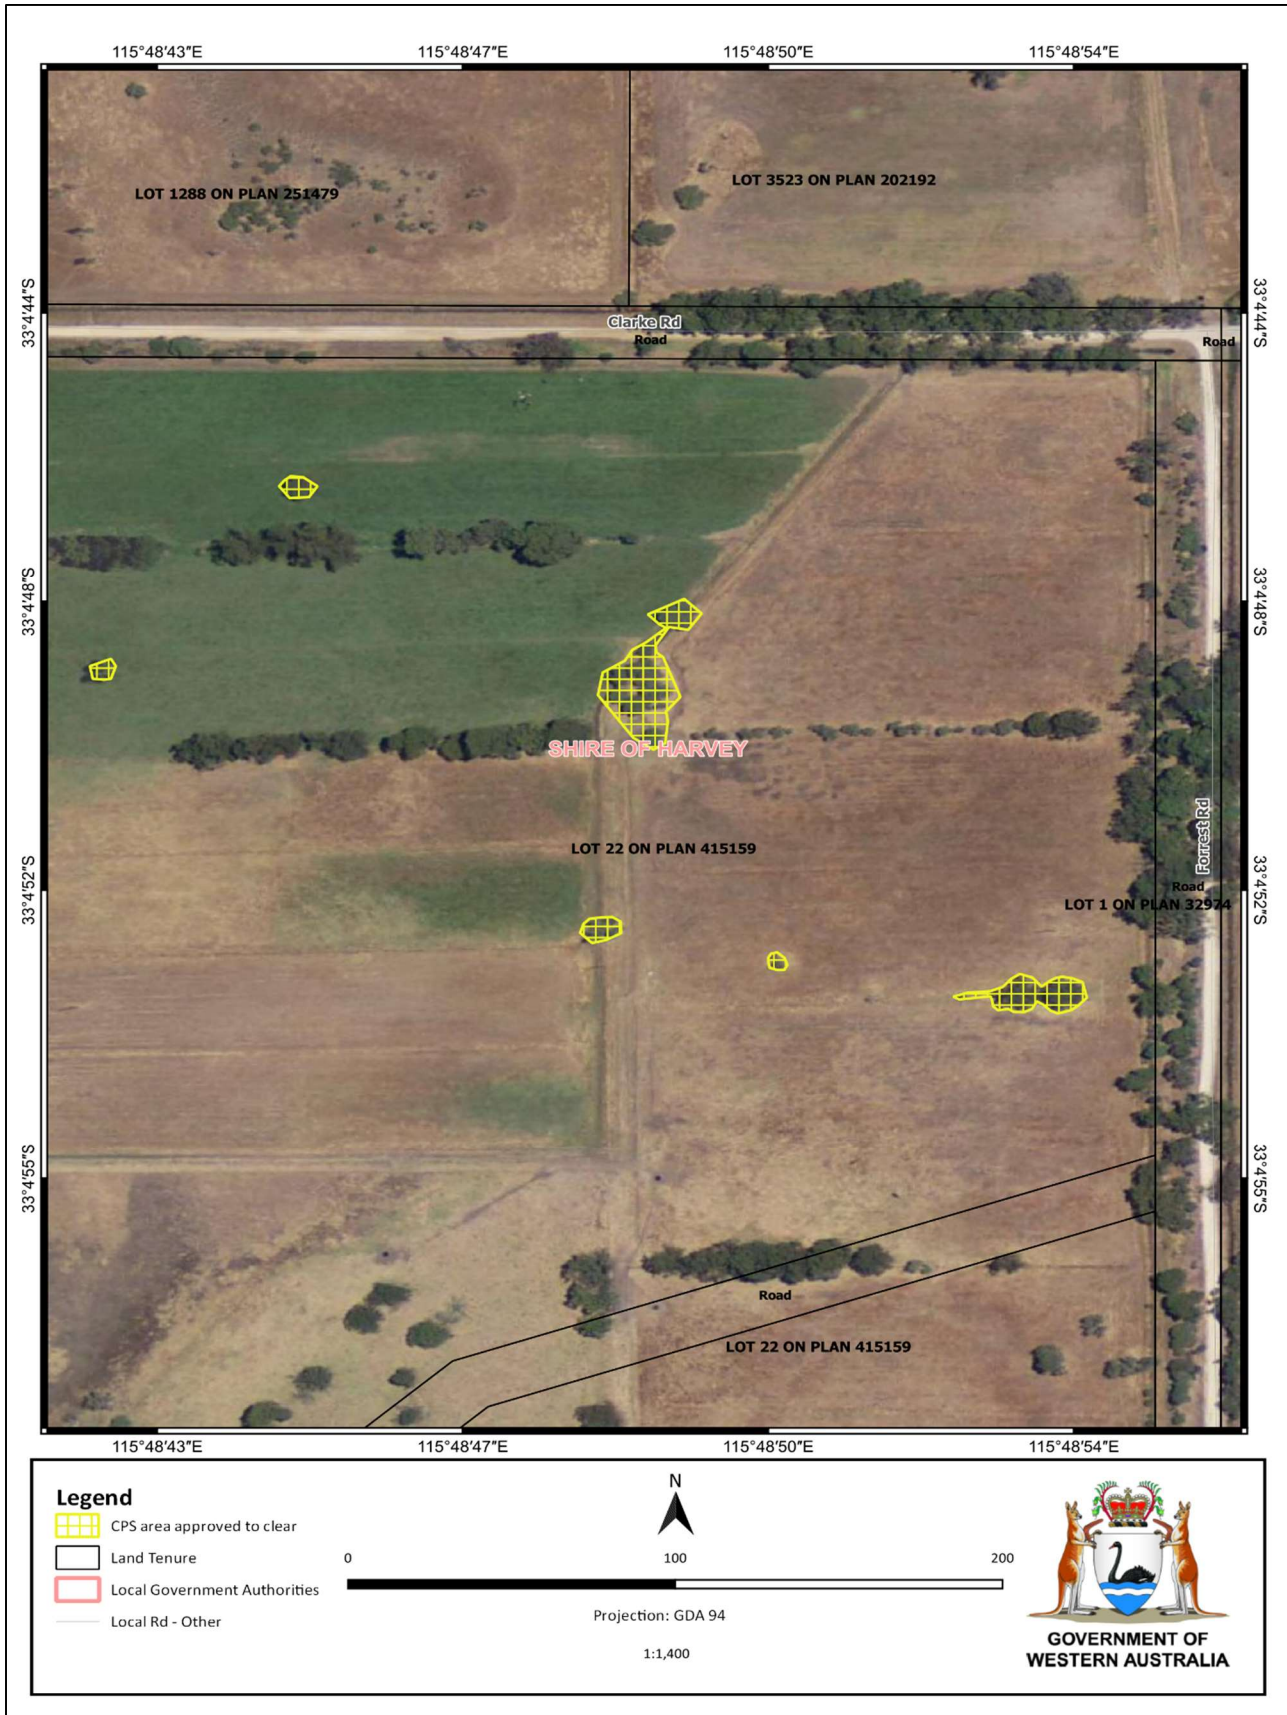 115°48'43"E 115°48'47"E 115°48'50"E 115°48'54"E
LOT 1288 ON PLAN 251479
LOT 3523 ON PLAN 202192
33°4'44"S
33°4'44"S
Clarke Rd
Road
Road
33°4'48"S
33°4'48"S
SHIRE OF HARVEY
LOT 22 ON PLAN 415159
Forrest Rd
33°4'52"S
33°4'52"S
Road
LOT 1 ON PLAN 32974
33°4'55"S
33°4'55"S
Road
LOT 22 ON PLAN 415159
115°48'43"E 115°48'47"E 115°48'50"E 115°48'54"E
Legend
CPS area approved to clear
Land Tenure
Local Government Authorities
Local Rd - Other
N
0 100 200
Projection: GDA 94
1:1,400
GOVERNMENT OF
WESTERN AUSTRALIA